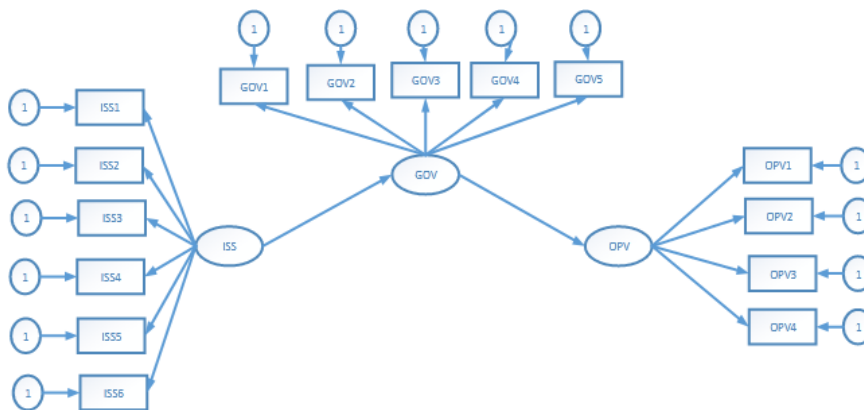 1 1 1 1 1
GOV1 GOV2 GOV3 GOV4 GOV5
1 ISS1
1 ISS2
1 ISS3
1 ISS4
1 ISS5
1 ISS6
ISS
GOV
OPV
OPV1 1
OPV2 1
OPV3 1
OPV4 1